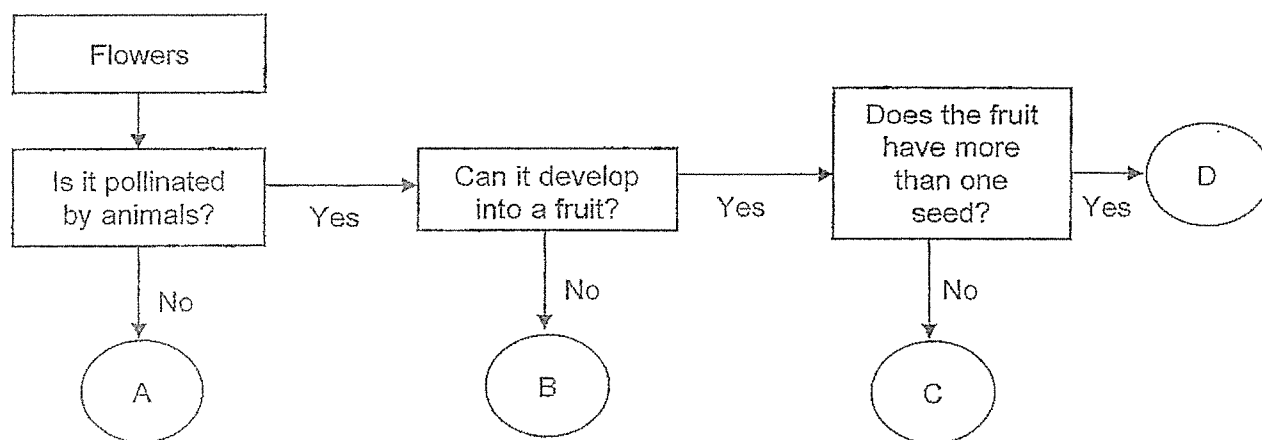 Flowers
Is it pollinated
by animals?
Yes
No
A
Can it develop
into a fruit?
Yes
No
B
Does the fruit
have more
than one
seed?
Yes
No
C
D